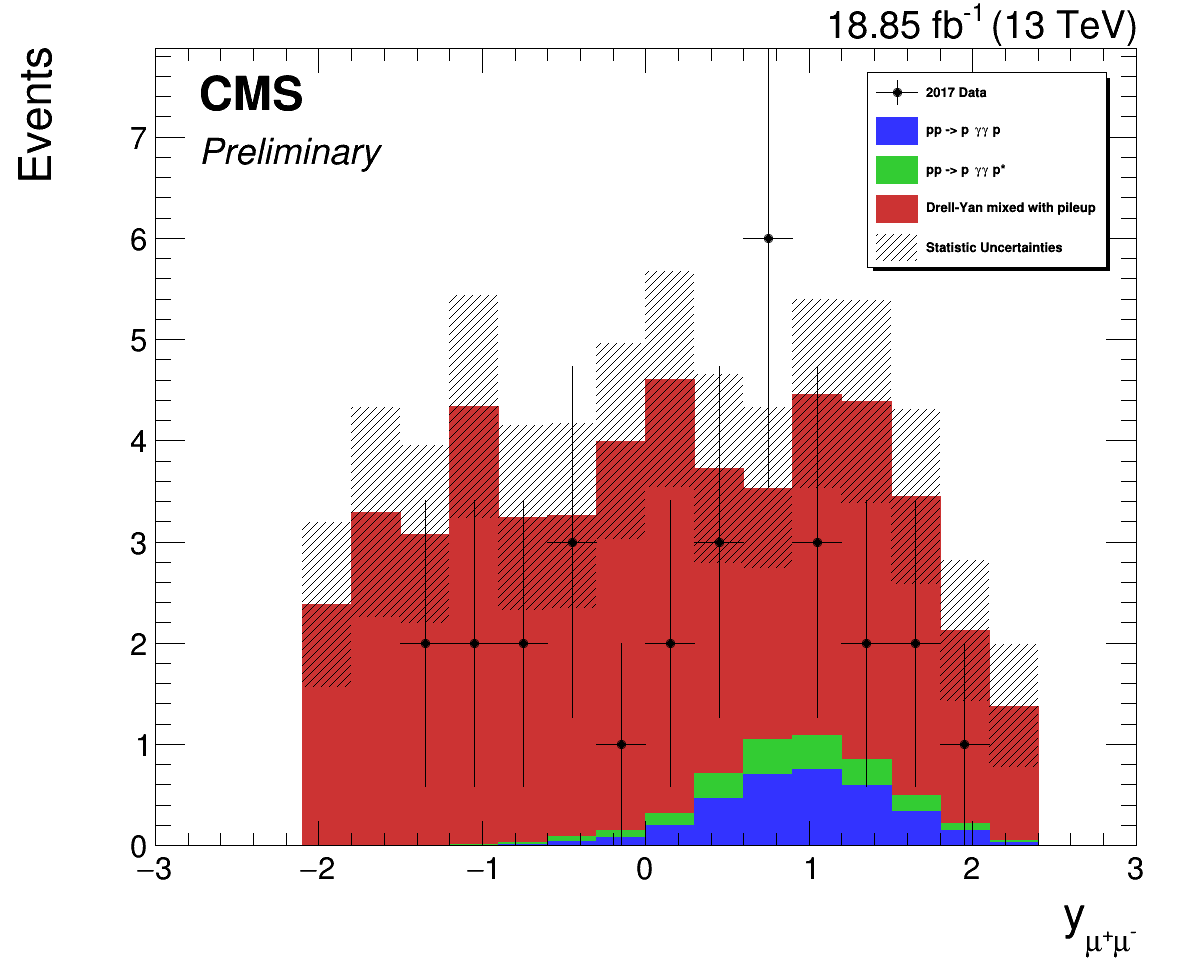 18.85 fb-1 (13 TeV)
Events
CMS
Preliminary
2017 Data
pp -> p γγ p
pp -> p γγ p*
Drell-Yan mixed with pileup
Statistic Uncertainties
7
6
5
4
3
2
1
0
−3 −2 −1 0 1 2 3
y μ+μ-